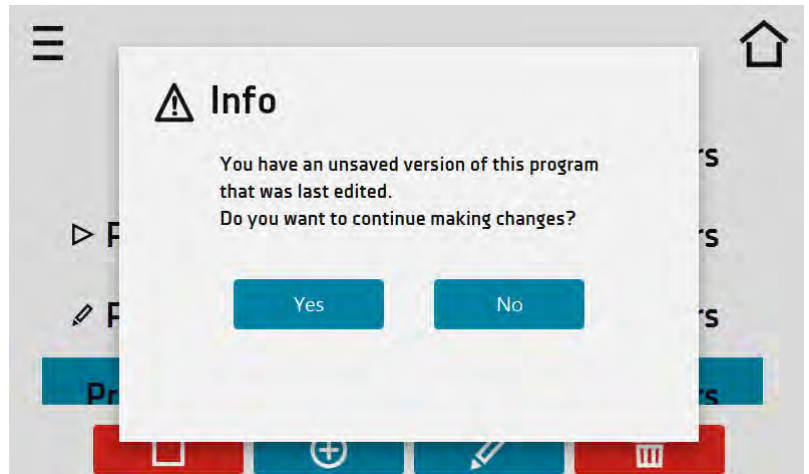 Info
You have an unsaved version of this program
that was last edited.
Do you want to continue making changes?
Yes
No